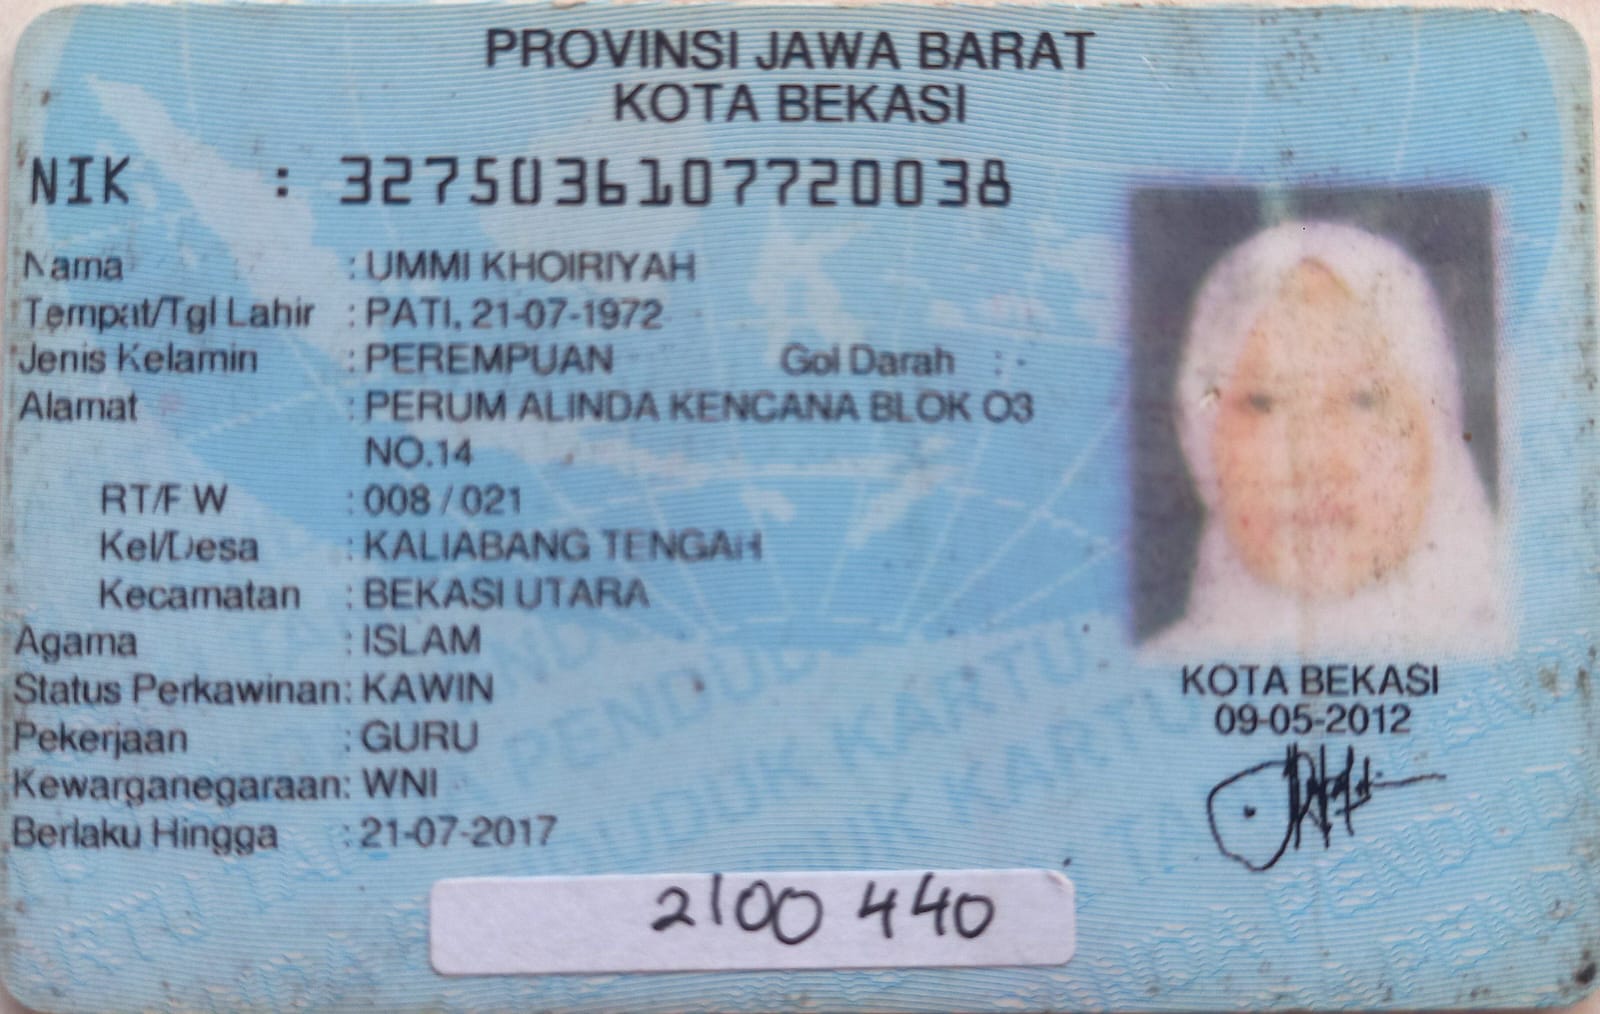 PROVINSI JAWA BARAT
KOTA BEKASI
NIK : 3275036107720038
Nama : UMMI KHOIRIYAH
Tempat/Tgl Lahir : PATI, 21-07-1972
Jenis Kelamin : PEREMPUAN Gol Darah : -
Alamat : PERUM ALINDA KENCANA BLOK O3
NO.14
RT/RW : 008 / 021
Kel/Desa : KALIABANG TENGAH
Kecamatan : BEKASI UTARA
Agama : ISLAM
Status Perkawinan: KAWIN
Pekerjaan : GURU
Kewarganegaraan: WNI
Berlaku Hingga : 21-07-2017
KOTA BEKASI
09-05-2012
2100 440